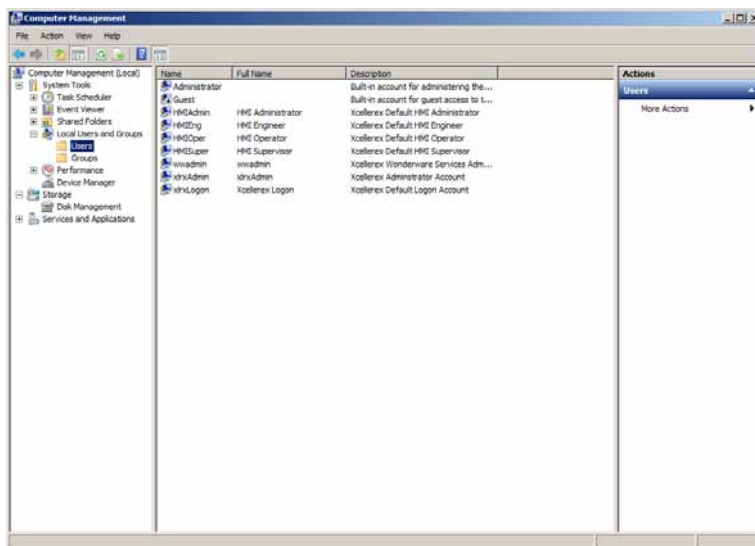 Computer Management
File Action View Help
Computer Management (Local)
System Tools
Task Scheduler
Event Viewer
Shared Folders
Local Users and Groups
Users
Groups
Performance
Device Manager
Storage
Disk Management
Services and Applications
Name Full Name Description
Administrator Built-in account for administering the...
Guest Built-in account for guest access to t...
HMIAdmin HMI Administrator Xcellerex Default HMI Administrator
HMIEng HMI Engineer Xcellerex Default HMI Engineer
HMIOper HMI Operator Xcellerex Default HMI Operator
HMISuper HMI Supervisor Xcellerex Default HMI Supervisor
wwadmin wwadmin Xcellerex Wonderware Services Adm...
xlrxAdmin xlrxAdmin Xcellerex Administrator Account
xlrxLogon Xcellerex Logon Xcellerex Default Logon Account
Actions
Users
More Actions